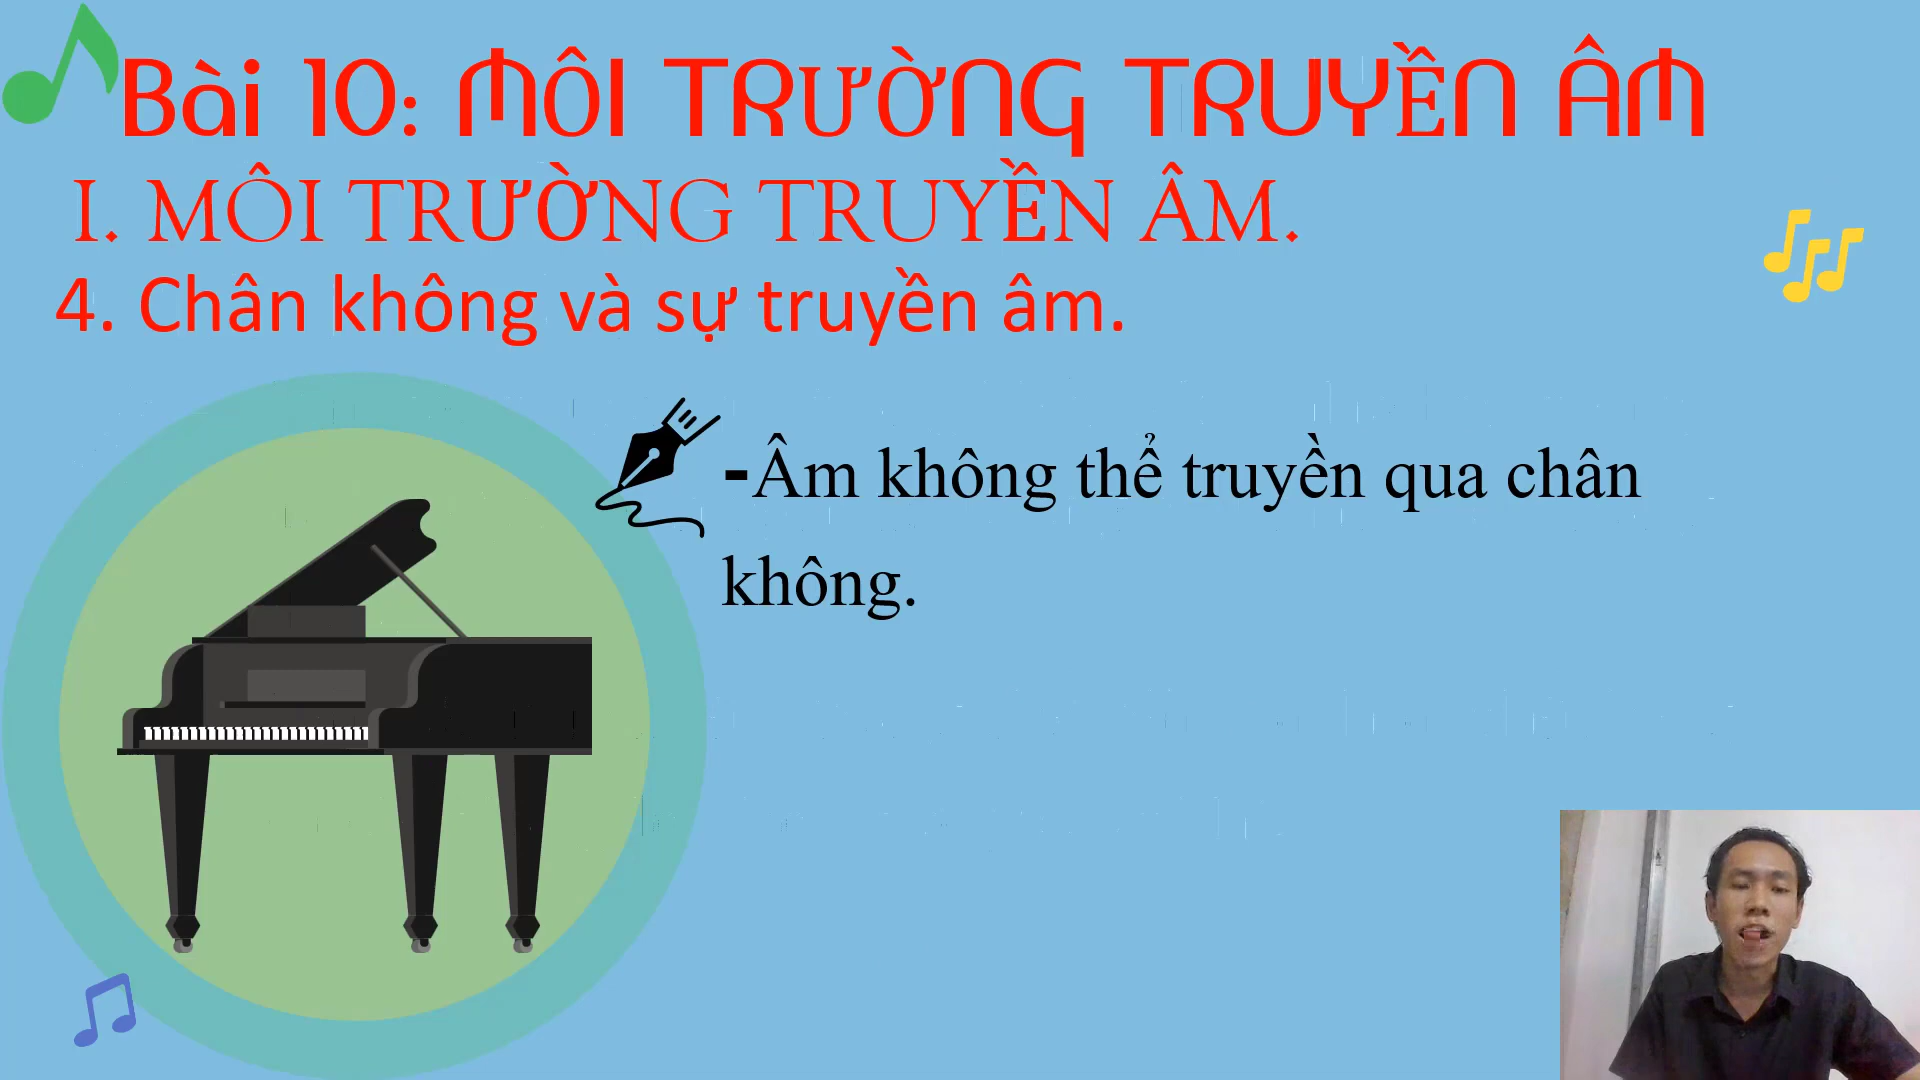 Bài 10: MÔI TRƯỜNG TRUYỀN ÂM
I. MÔI TRƯỜNG TRUYỀN ÂM.
4. Chân không và sự truyền âm.
-Âm không thể truyền qua chân
không.